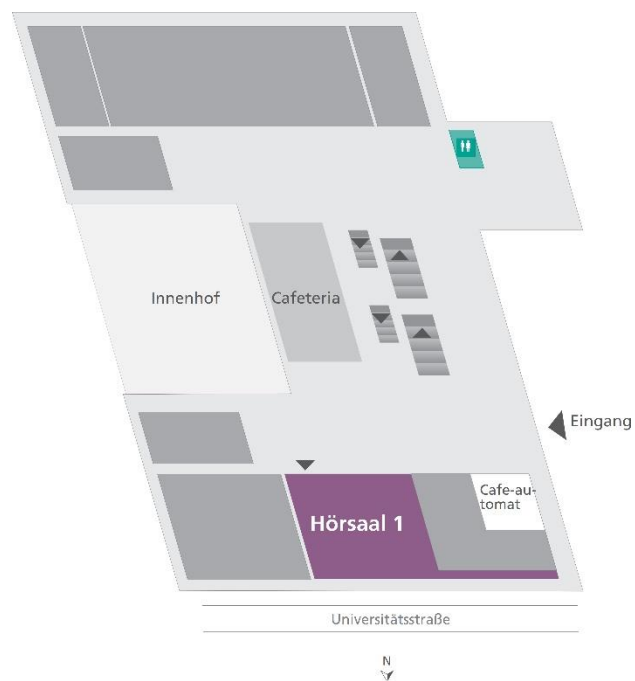 Innenhof
Cafeteria
Eingang
Cafe-au-
tomat
Hörsaal 1
Universitätsstraße
N